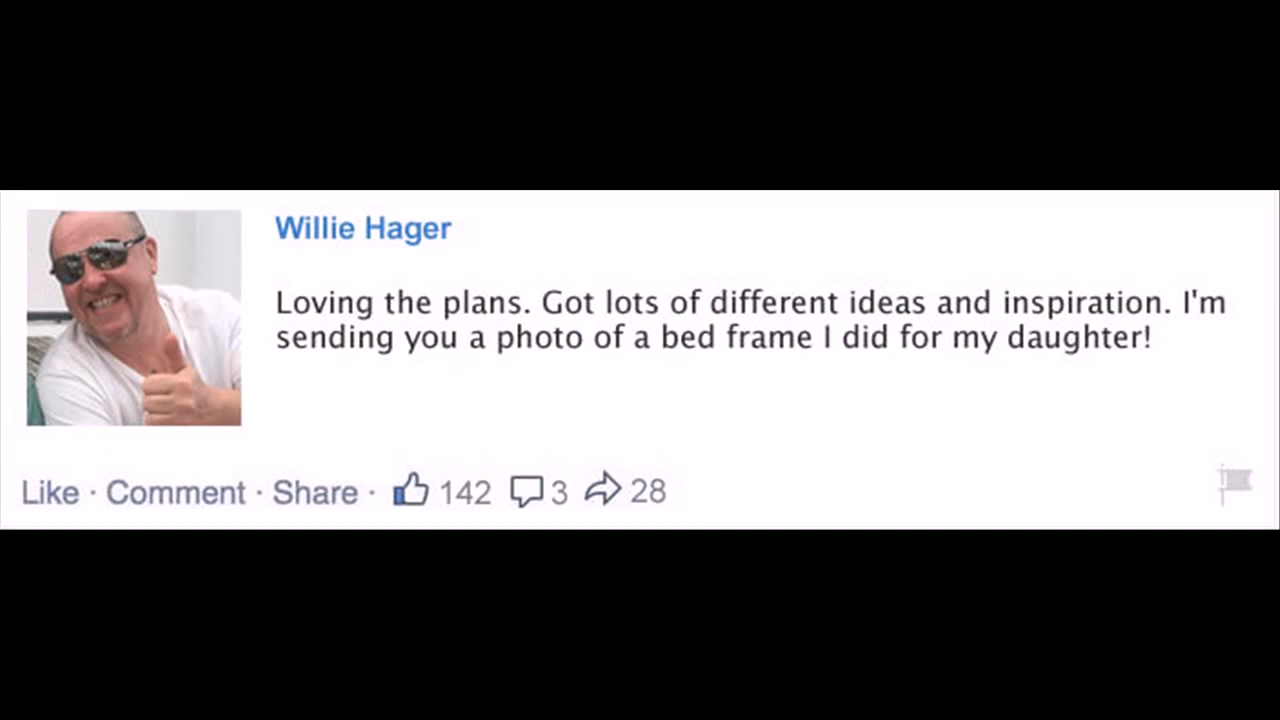 Willie Hager
Loving the plans. Got lots of different ideas and inspiration. I'm
sending you a photo of a bed frame I did for my daughter!
Like · Comment · Share · 142 3 28